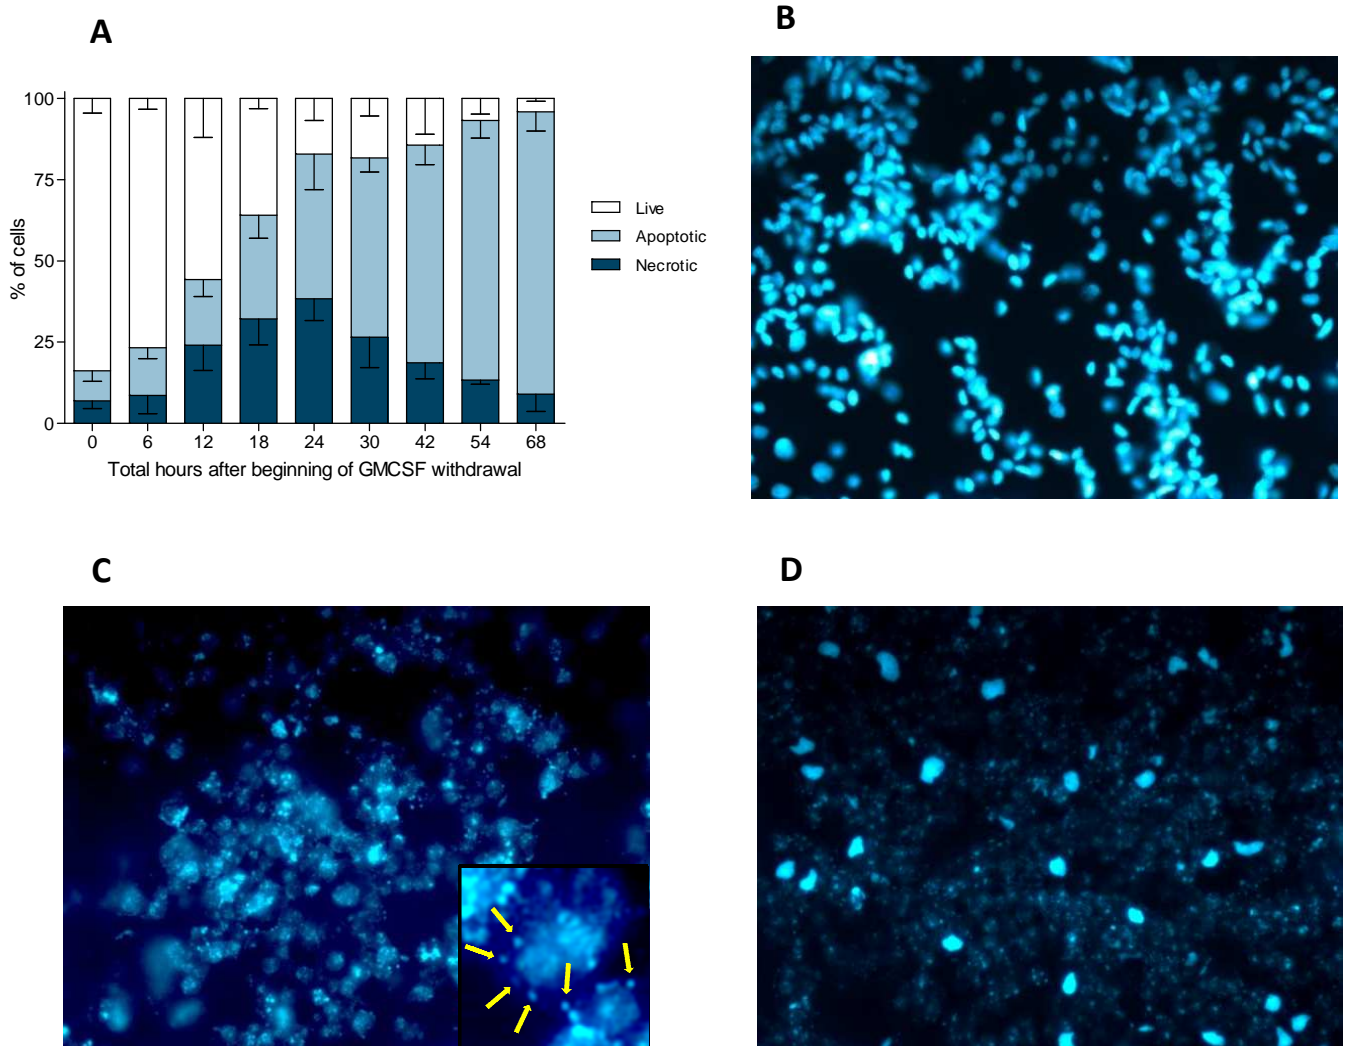 A
B
100
75
50
25
0
% of cells
0 6 12 18 24 30 42 54 68
Total hours after beginning of GMCSF withdrawal
Live
Apoptotic
Necrotic
C
D